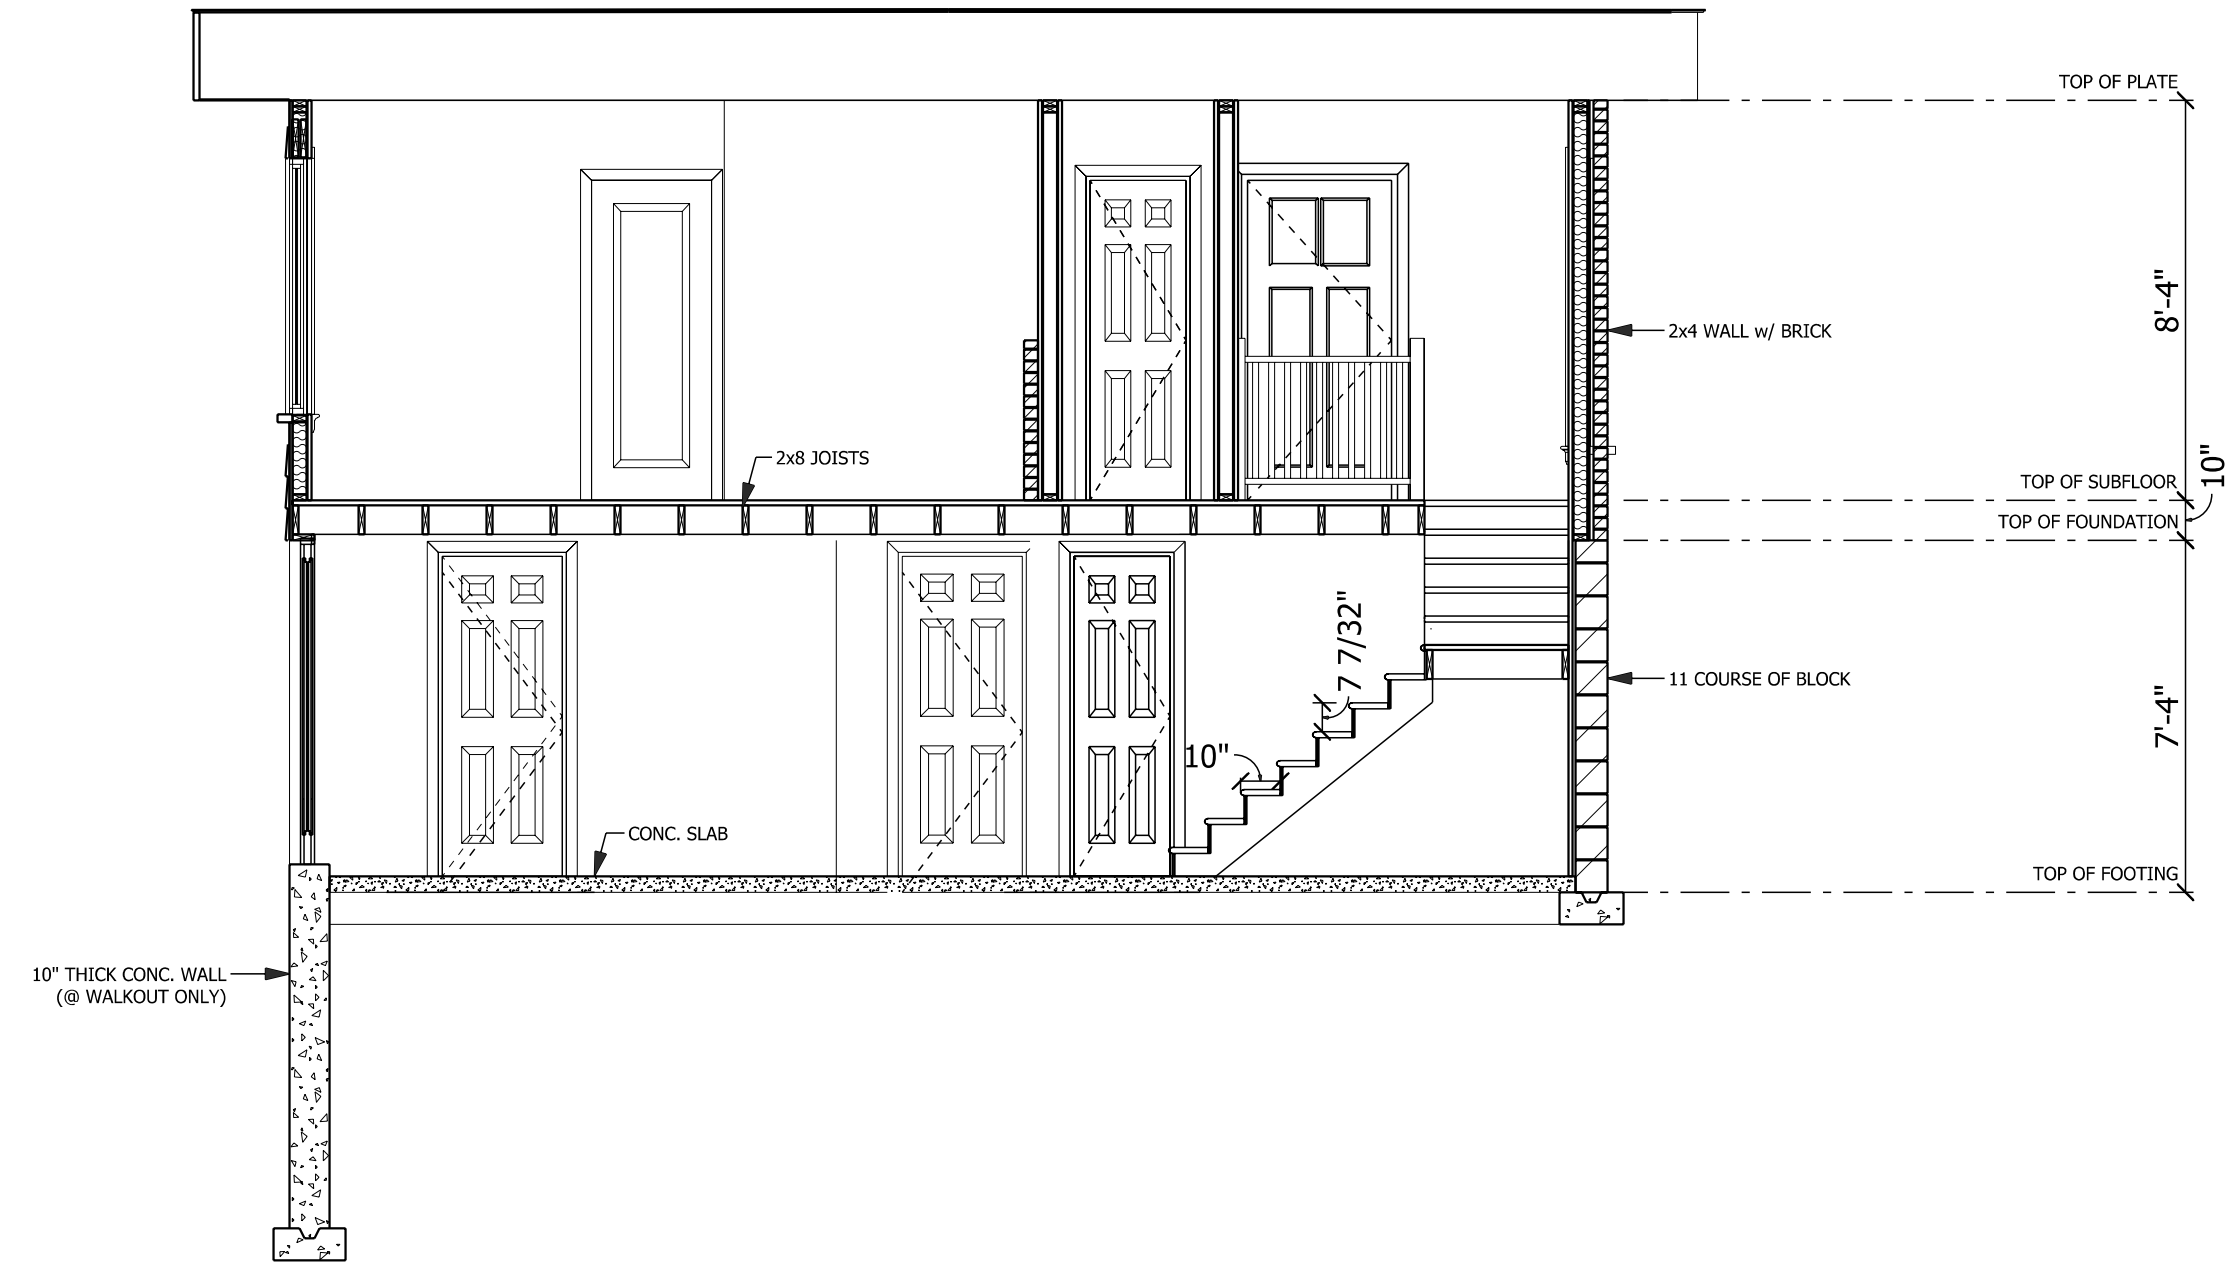 TOP OF PLATE
8'-4"
2x4 WALL w/ BRICK
2x8 JOISTS
10"
TOP OF SUBFLOOR
TOP OF FOUNDATION
7 7/32"
11 COURSE OF BLOCK
7'-4"
10"
CONC. SLAB
TOP OF FOOTING
10" THICK CONC. WALL
(@ WALKOUT ONLY)